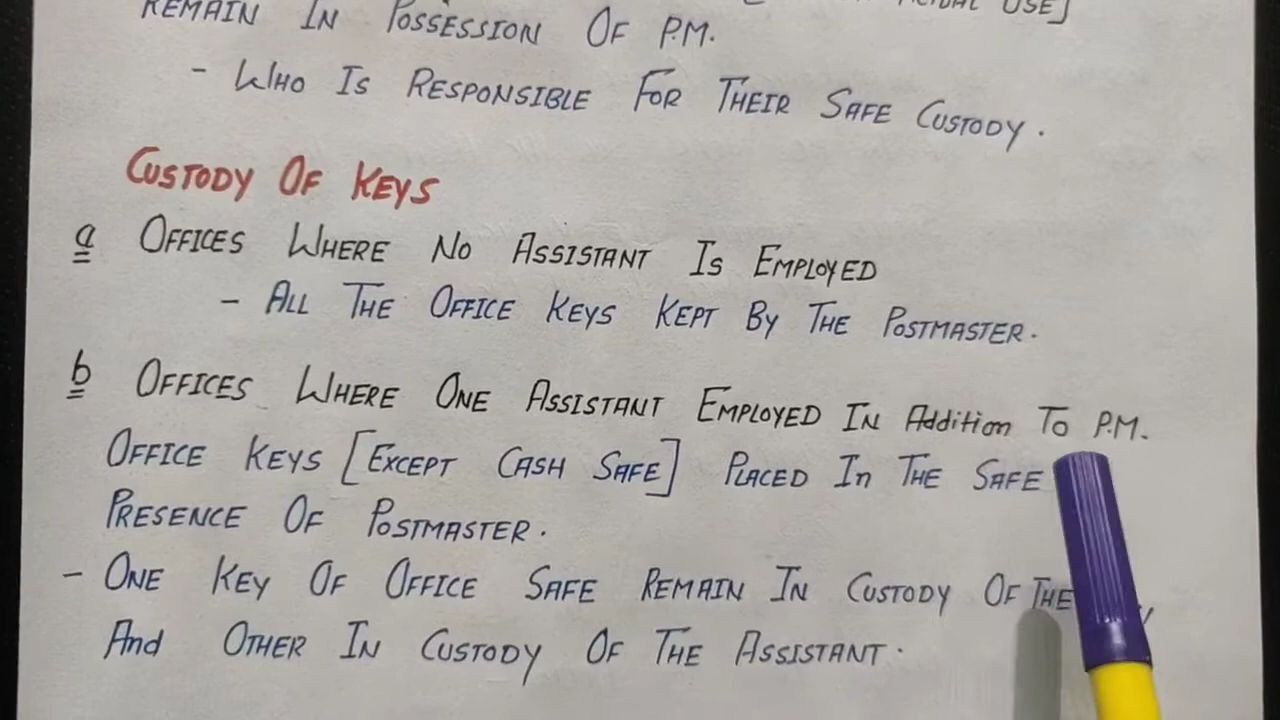 REMAIN IN POSSESSION OF P.M. USE]
- WHO IS RESPONSIBLE FOR THEIR SAFE CUSTODY.
CUSTODY OF KEYS
a OFFICES WHERE NO ASSISTANT IS EMPLOYED
- ALL THE OFFICE KEYS KEPT BY THE POSTMASTER.
b OFFICES WHERE ONE ASSISTANT EMPLOYED IN Addition TO P.M.
OFFICE KEYS [EXCEPT CASH SAFE] PLACED In THE SAFE
PRESENCE OF POSTMASTER.
- ONE KEY OF OFFICE SAFE REMAIN IN CUSTODY OF THE
And OTHER IN CUSTODY OF THE ASSISTANT.